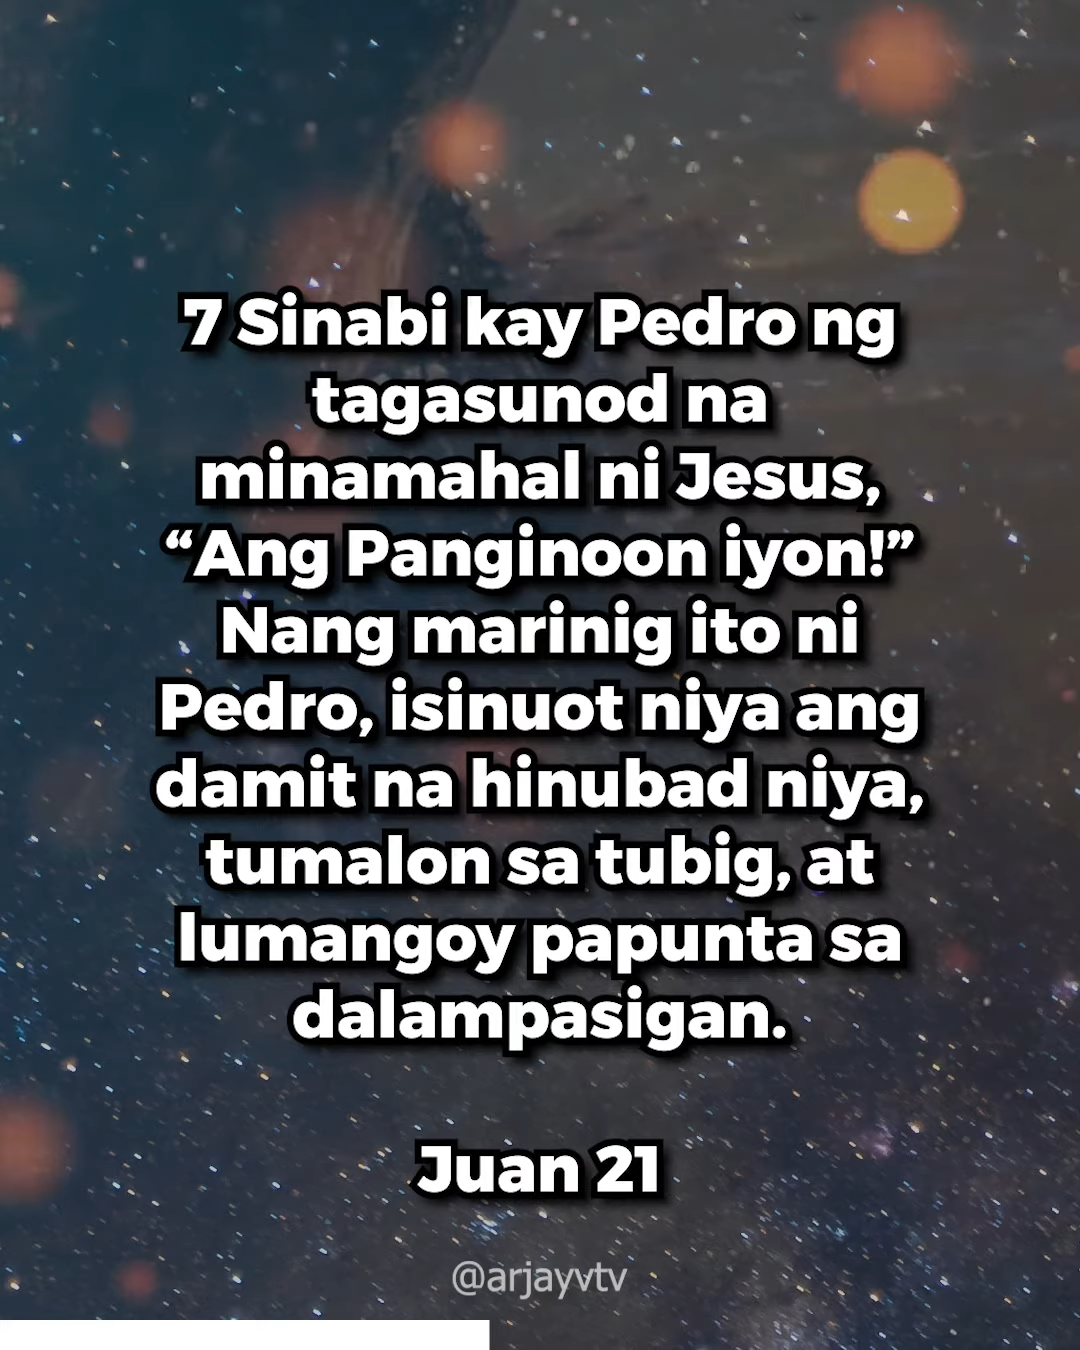 7 Sinabi kay Pedro ng
tagasunod na
minamahal ni Jesus,
“Ang Panginoon iyon!”
Nang marinig ito ni
Pedro, isinuot niya ang
damit na hinubad niya,
tumalon sa tubig, at
lumangoy papunta sa
dalampasigan.
Juan 21
@arjayvtv